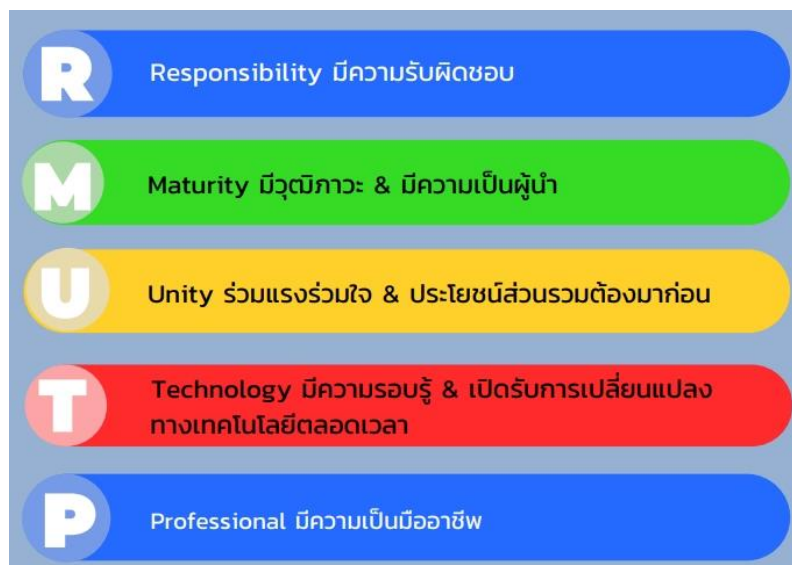 R
Responsibility มีความรับผิดชอบ
M
Maturity มีวุฒิภาวะ & มีความเป็นผู้นำ
U
Unity ร่วมแรงร่วมใจ & ประโยชน์ส่วนรวมต้องมาก่อน
T
Technology มีความรอบรู้ & เปิดรับการเปลี่ยนแปลง
ทางเทคโนโลยีตลอดเวลา
P
Professional มีความเป็นมืออาชีพ